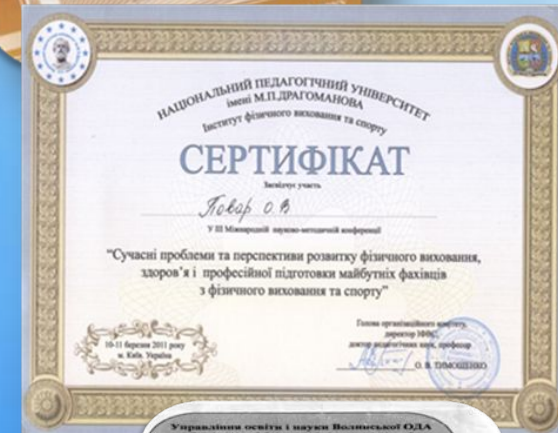 НАЦІОНАЛЬНИЙ ПЕДАГОГІЧНИЙ УНІВЕРСИТЕТ
імені М.П.ДРАГОМАНОВА
Інститут фізичного виховання та спорту
СЕРТИФІКАТ
Засвідчує участь
Повар О. В
У ІІІ Міжнародній науково-методичній конференції
"Сучасні проблеми та перспективи розвитку фізичного виховання,
здоров'я і професійної підготовки майбутніх фахівців
з фізичного виховання та спорту"
Голова організаційного комітету,
директор ІФВС,
доктор педагогічних наук, професор
О. В. ТИМОШЕНКО
10-11 березня 2011 року
м. Київ. Україна
Управління освіти і науки Волинської ОДА